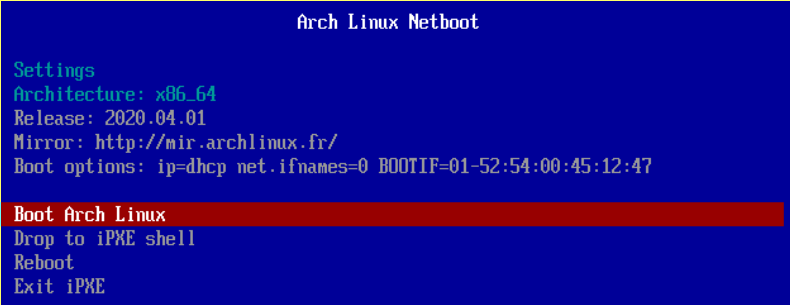 Arch Linux Netboot
Settings
Architecture: x86_64
Release: 2020.04.01
Mirror: http://mir.archlinux.fr/
Boot options: ip=dhcp net.ifnames=0 BOOTIF=01-52:54:00:45:12:47
Boot Arch Linux
Drop to iPXE shell
Reboot
Exit iPXE